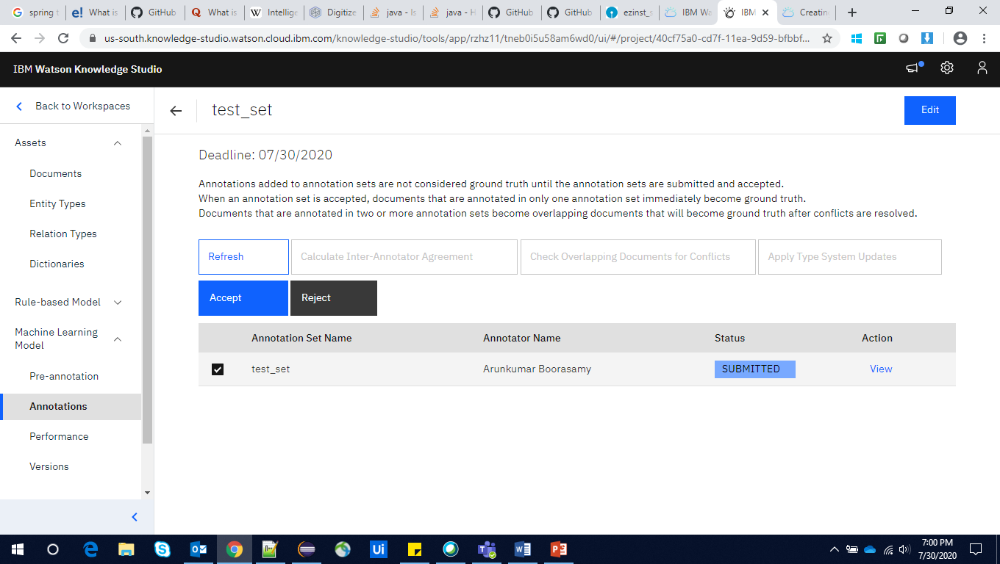 spring t
What is
GitHub
What is
Intellige
Digitize
java - Is
java - H
GitHub
GitHub
ezinst_s
IBM Wa
IBM
Creatin
us-south.knowledge-studio.watson.cloud.ibm.com/knowledge-studio/tools/app/rzhz11/tneb0i5u58am6wd0/ui/#/project/40cf75a0-cd7f-11ea-9d59-bfbbf...
IBM Watson Knowledge Studio
Back to Workspaces
Assets
Documents
Entity Types
Relation Types
Dictionaries
Rule-based Model
Machine Learning
Model
Pre-annotation
Annotations
Performance
Versions
test_set
Edit
Deadline: 07/30/2020
Annotations added to annotation sets are not considered ground truth until the annotation sets are submitted and accepted.
When an annotation set is accepted, documents that are annotated in only one annotation set immediately become ground truth.
Documents that are annotated in two or more annotation sets become overlapping documents that will become ground truth after conflicts are resolved.
Refresh
Calculate Inter-Annotator Agreement
Check Overlapping Documents for Conflicts
Apply Type System Updates
Accept
Reject
Annotation Set Name Annotator Name Status Action
test_set Arunkumar Boorasamy SUBMITTED View
7:00 PM
7/30/2020